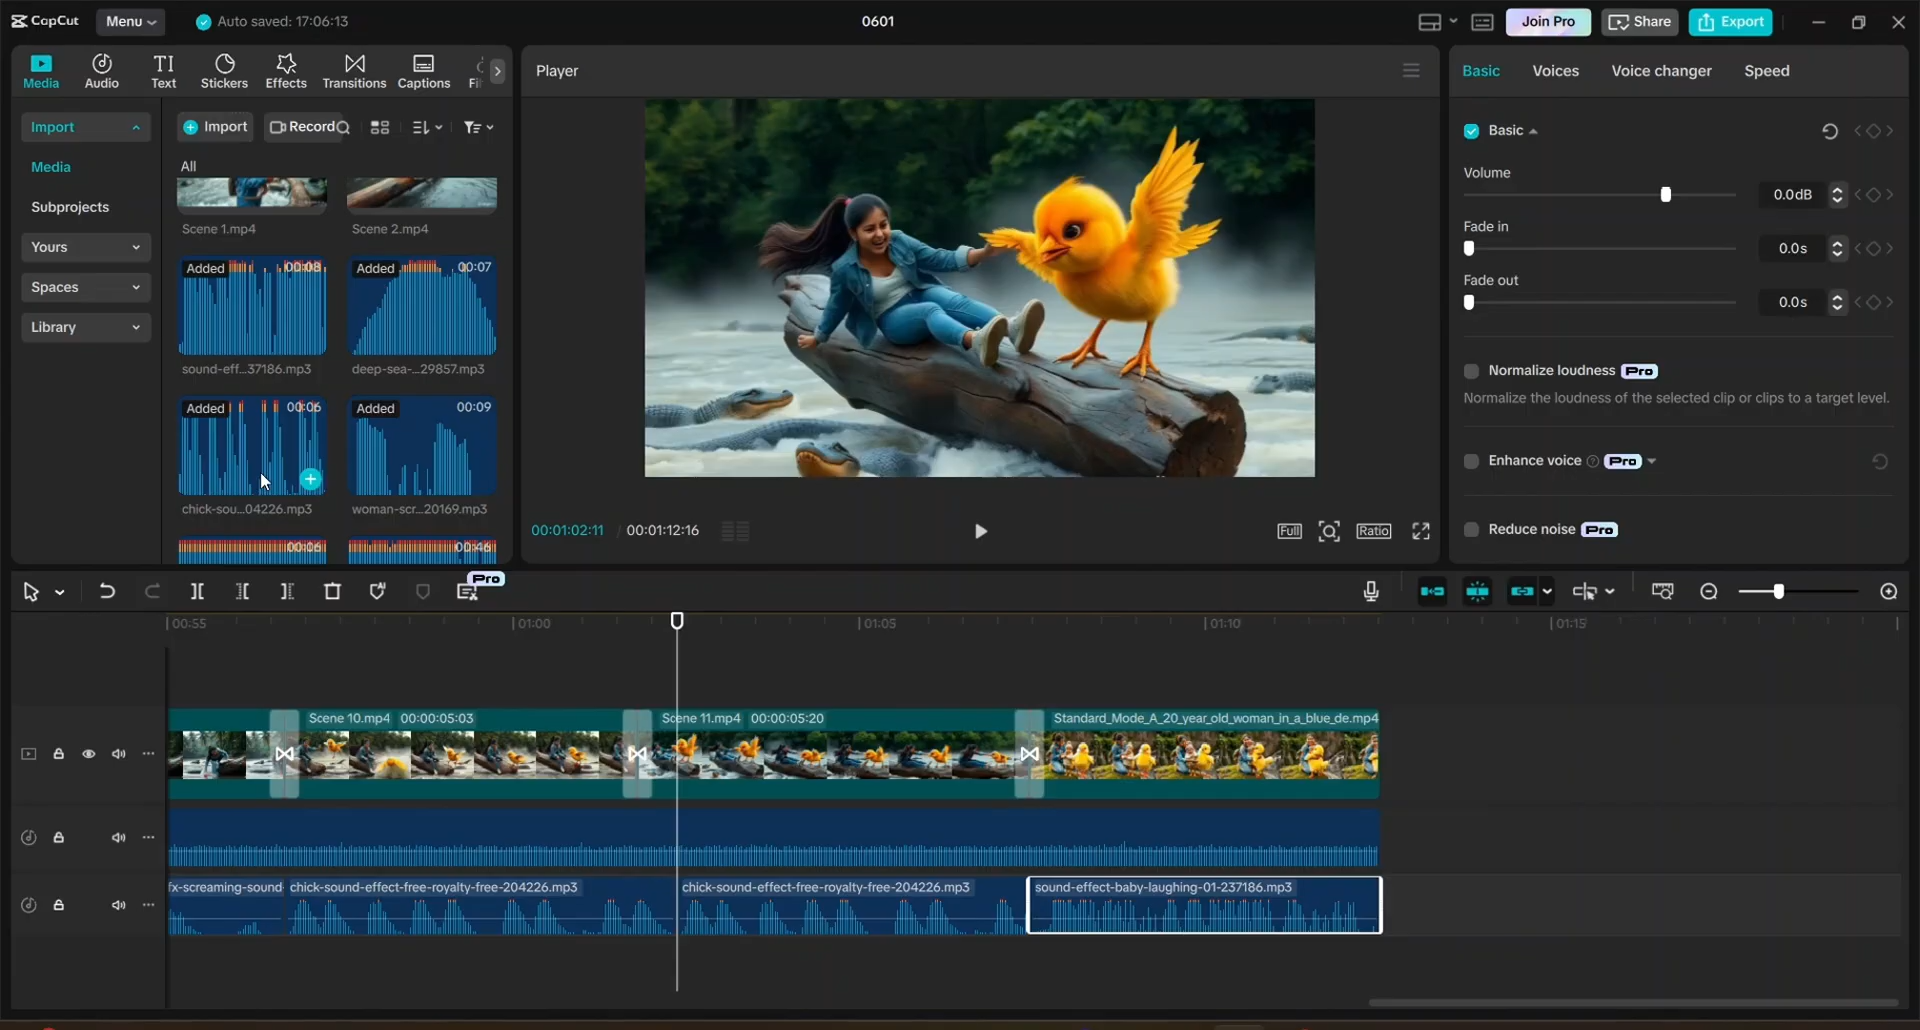 CapCut
Menu
Auto saved: 17:06:13
0601
Join Pro
Share
Export
Media
Audio
Text
Stickers
Effects
Transitions
Captions
Fi
Player
Basic
Voices
Voice changer
Speed
Import
Media
Subprojects
Yours
Spaces
Library
Import
Record
All
Scene 1.mp4
Scene 2.mp4
Added 00:08
Added 00:07
sound-eff...37186.mp3
deep-sea-...29857.mp3
Added 00:06
Added 00:09
chick-sou...04226.mp3
woman-scr...20169.mp3
00:06
00:46
00:01:02:11 / 00:01:12:16
Full
Ratio
Basic
Volume
0.0dB
Fade in
0.0s
Fade out
0.0s
Normalize loudness Pro
Normalize the loudness of the selected clip or clips to a target level.
Enhance voice Pro
Reduce noise Pro
Pro
00:55
01:00
01:05
01:10
01:15
Scene 10.mp4 00:00:05:03
Scene 11.mp4 00:00:05:20
Standard_Mode_A_20_year_old_woman_in_a_blue_de.mp4
fx-screaming-sound-
chick-sound-effect-free-royalty-free-204226.mp3
chick-sound-effect-free-royalty-free-204226.mp3
sound-effect-baby-laughing-01-237186.mp3